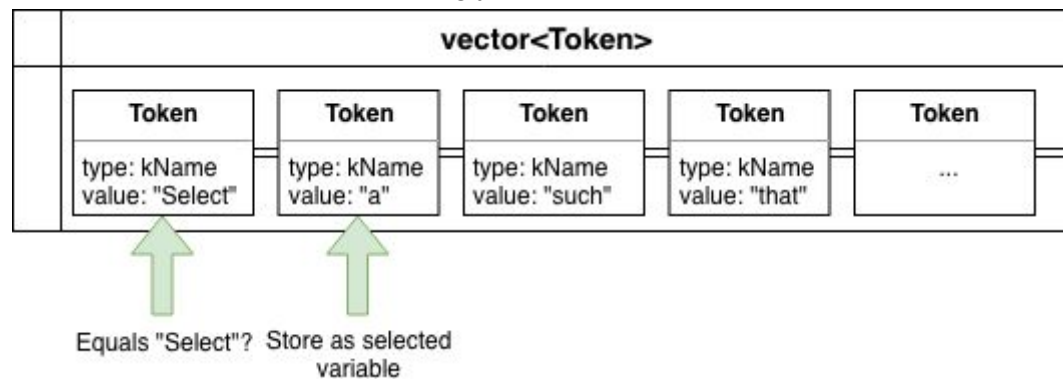 vector<Token>
Token
type: kName
value: "Select"
Token
type: kName
value: "a"
Token
type: kName
value: "such"
Token
type: kName
value: "that"
Token
...
Equals "Select"?
Store as selected
variable